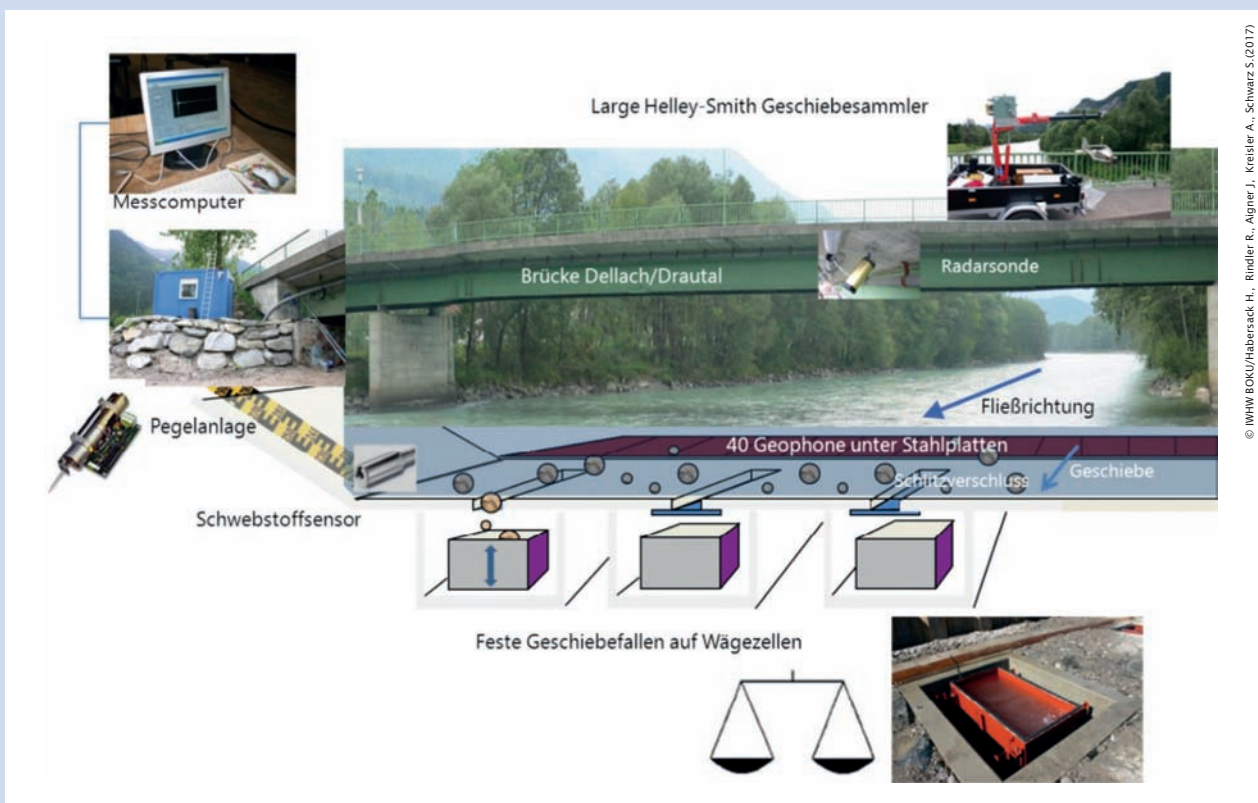 Large Helley-Smith Geschiebesammler
Messcomputer
Brücke Dellach/Drautal
Radarsonde
Pegelanlage
Fließrichtung
40 Geophone unter Stahlplatten
Geschiebe
Schlitzverschluss
Schwebstoffsensor
Feste Geschiebefallen auf Wägezellen
© IWHW BOKU/Habersack H., Rindler R., Aigner J., Kreisler A., Schwarz S.(2017)